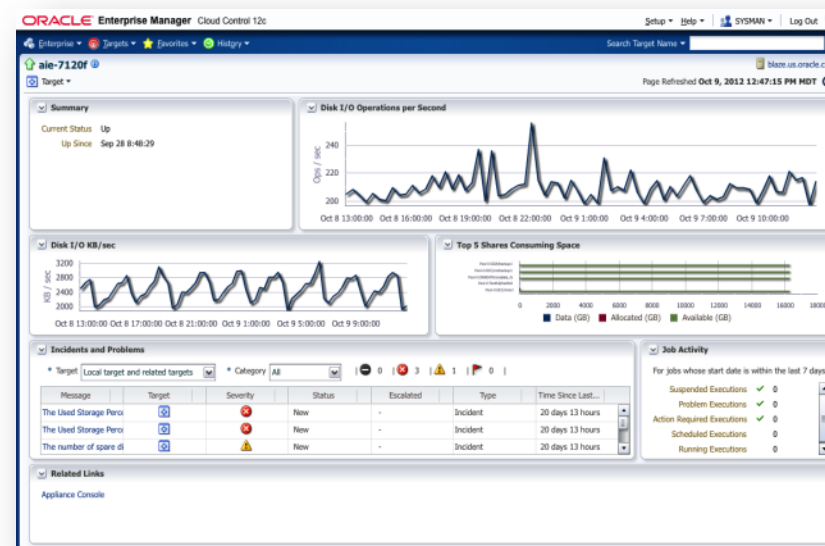 ORACLE Enterprise Manager Cloud Control 12c
Setup Help SYSMAN Log Out
Enterprise Targets Favorites History
Search Target Name
aie-7120f
blaze.us.oracle.c
Target
Page Refreshed Oct 9, 2012 12:47:15 PM MDT
Summary
Current Status Up
Up Since Sep 28 8:48:29
Disk I/O Operations per Second
Ops / sec
240
220
200
Oct 8 13:00:00 Oct 8 16:00:00 Oct 8 19:00:00 Oct 8 22:00:00 Oct 9 1:00:00 Oct 9 4:00:00 Oct 9 7:00:00 Oct 9 10:00:00
Disk I/O KB/sec
KB / sec
3200
2800
2400
2000
Oct 8 13:00:00 Oct 8 17:00:00 Oct 8 21:00:00 Oct 9 1:00:00 Oct 9 5:00:00 Oct 9 9:00:00
Top 5 Shares Consuming Space
0 2000 4000 6000 8000 10000 12000 14000 16000 18000
Data (GB) Allocated (GB) Available (GB)
Incidents and Problems
* Target Local target and related targets * Category All | 0 | 3 | 1 | 0 |
Message Target Severity Status Escalated Type Time Since Last...
The Used Storage Perce New - Incident 20 days 13 hours
The Used Storage Perce New - Incident 20 days 13 hours
The number of spare di New - Incident 20 days 13 hours
Job Activity
For jobs whose start date is within the last 7 days
Suspended Executions 0
Problem Executions 0
Action Required Executions 0
Scheduled Executions 0
Running Executions 0
Related Links
Appliance Console